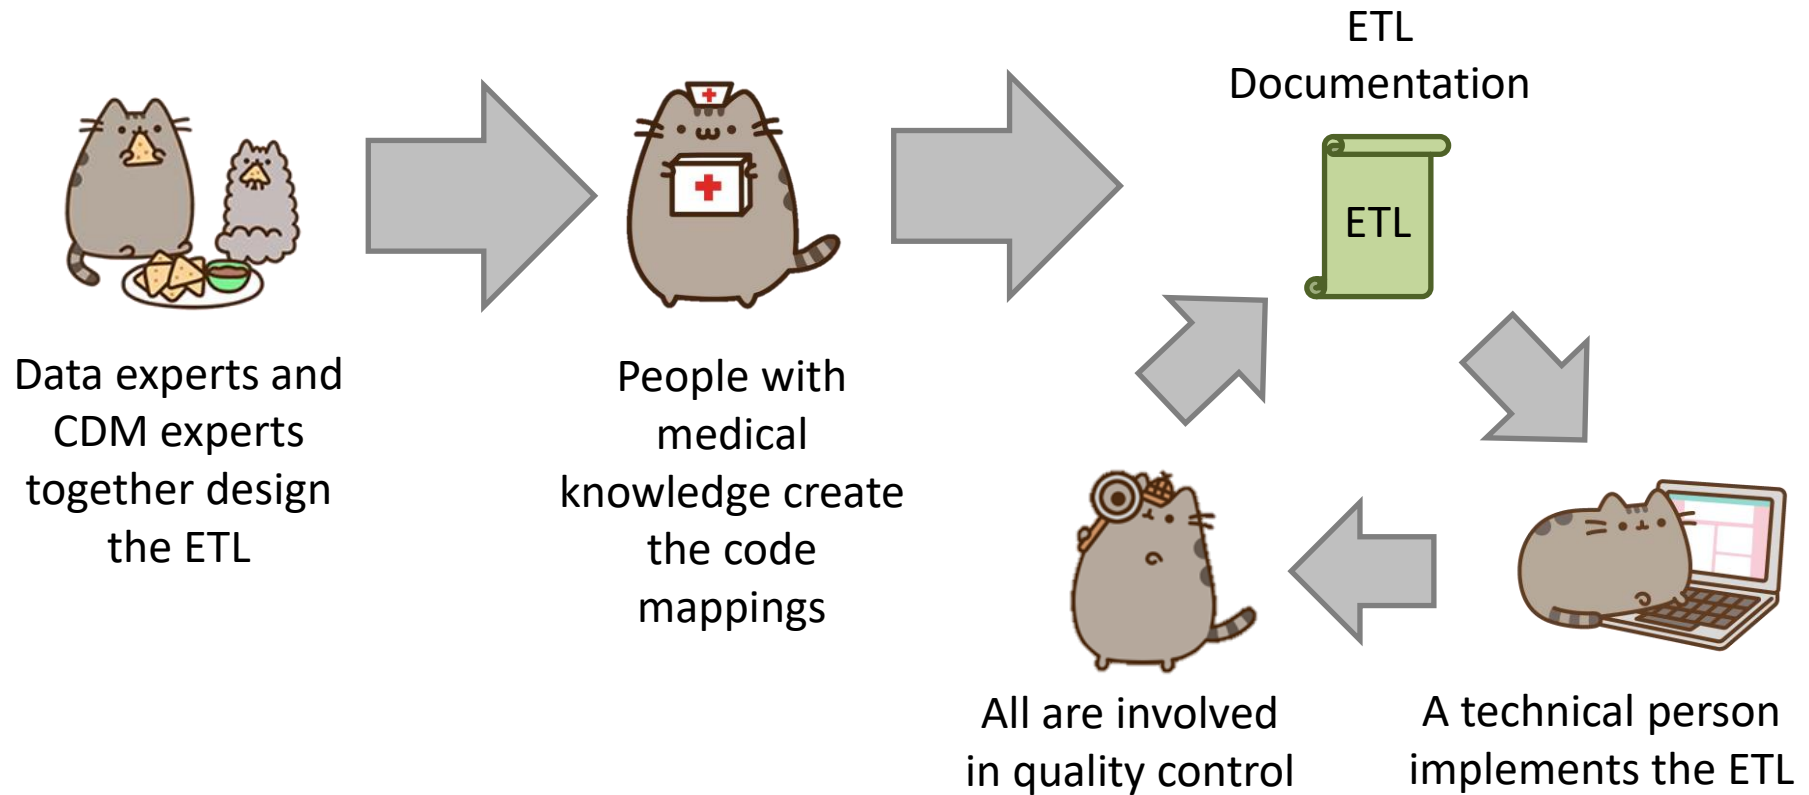 Data experts and
CDM experts
together design
the ETL
People with
medical
knowledge create
the code
mappings
ETL
Documentation
ETL
A technical person
implements the ETL
All are involved
in quality control